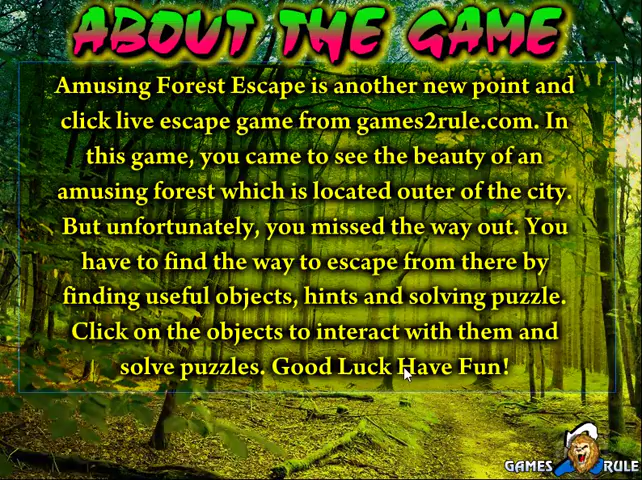 ABOUT THE GAME
Amusing Forest Escape is another new point and
click live escape game from games2rule.com. In
this game, you came to see the beauty of an
amusing forest which is located outer of the city.
But unfortunately, you missed the way out. You
have to find the way to escape from there by
finding useful objects, hints and solving puzzle.
Click on the objects to interact with them and
solve puzzles. Good Luck Have Fun!
GAMES 2 RULE